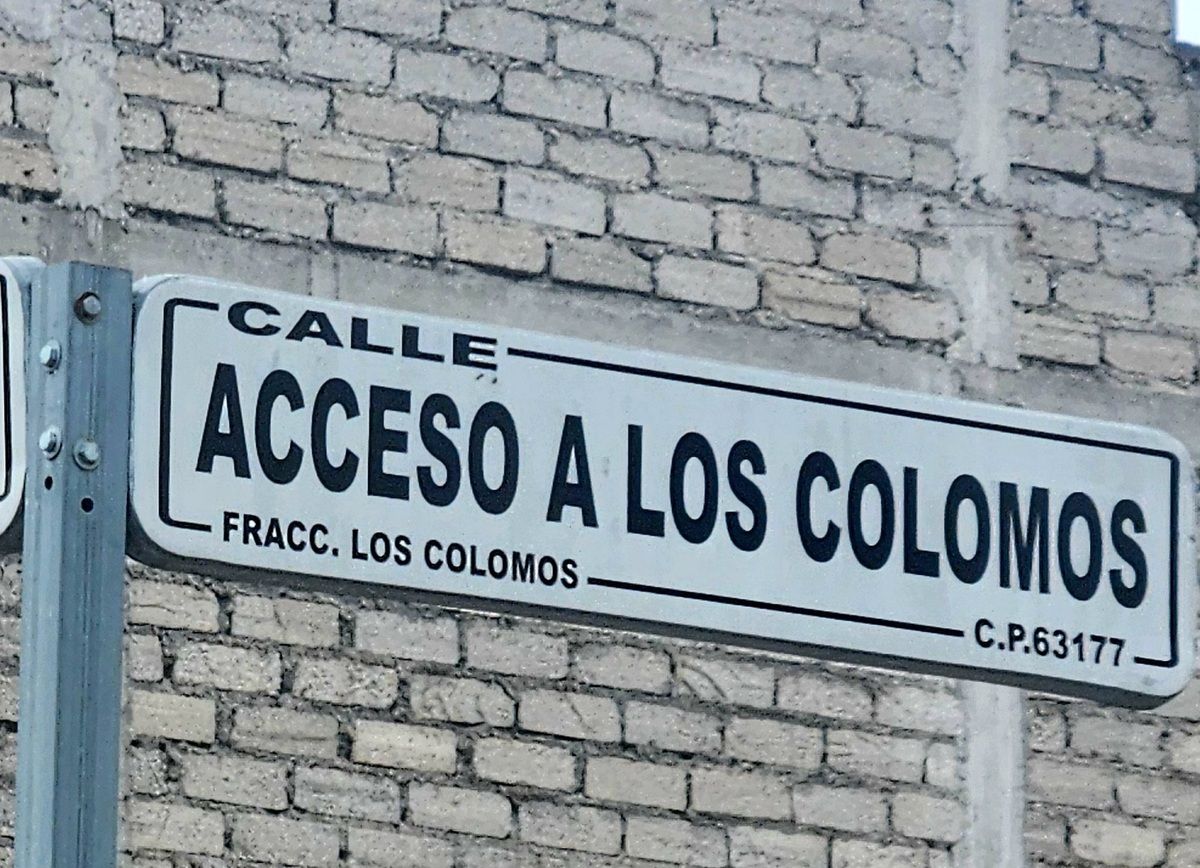 CALLE
ACCESO A LOS COLOMOS
FRACC. LOS COLOMOS
C.P.63177